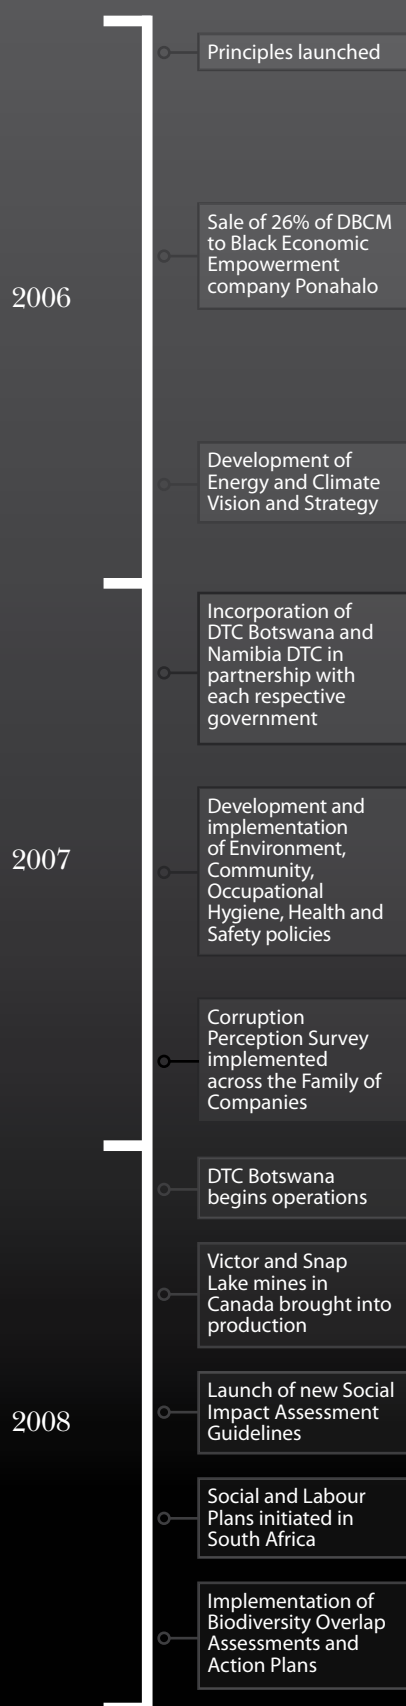 Principles launched
2006
Sale of 26% of DBCM
to Black Economic
Empowerment
company Ponahalo
Development of
Energy and Climate
Vision and Strategy
2007
Incorporation of
DTC Botswana and
Namibia DTC in
partnership with
each respective
government
Development and
implementation
of Environment,
Community,
Occupational
Hygiene, Health and
Safety policies
Corruption
Perception Survey
implemented
across the Family of
Companies
2008
DTC Botswana
begins operations
Victor and Snap
Lake mines in
Canada brought into
production
Launch of new Social
Impact Assessment
Guidelines
Social and Labour
Plans initiated in
South Africa
Implementation of
Biodiversity Overlap
Assessments and
Action Plans